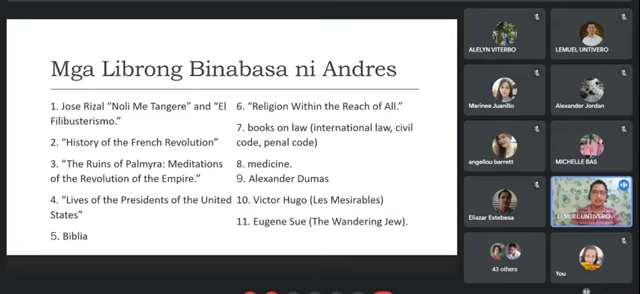 Mga Librong Binabasa ni Andres
1. Jose Rizal "Noli Me Tangere" and "El
Filibusterismo."
2. "History of the French Revolution"
3. "The Ruins of Palmyra: Meditations
of the Revolution of the Empire."
4. "Lives of the Presidents of the United
States"
5. Biblia
6. "Religion Within the Reach of All."
7. books on law (international law, civil
code, penal code)
8. medicine.
9. Alexander Dumas
10. Victor Hugo (Les Mesirables)
11. Eugene Sue (The Wandering Jew).
ALELYN VITERBO
LEMUEL UNTIVERO
Marinee Juanillo
Alexander Jordan
angeliou barrett
MICHELLE BAS
Eliazar Estebesa
LEMUEL UNTIVERO
43 others
You
53